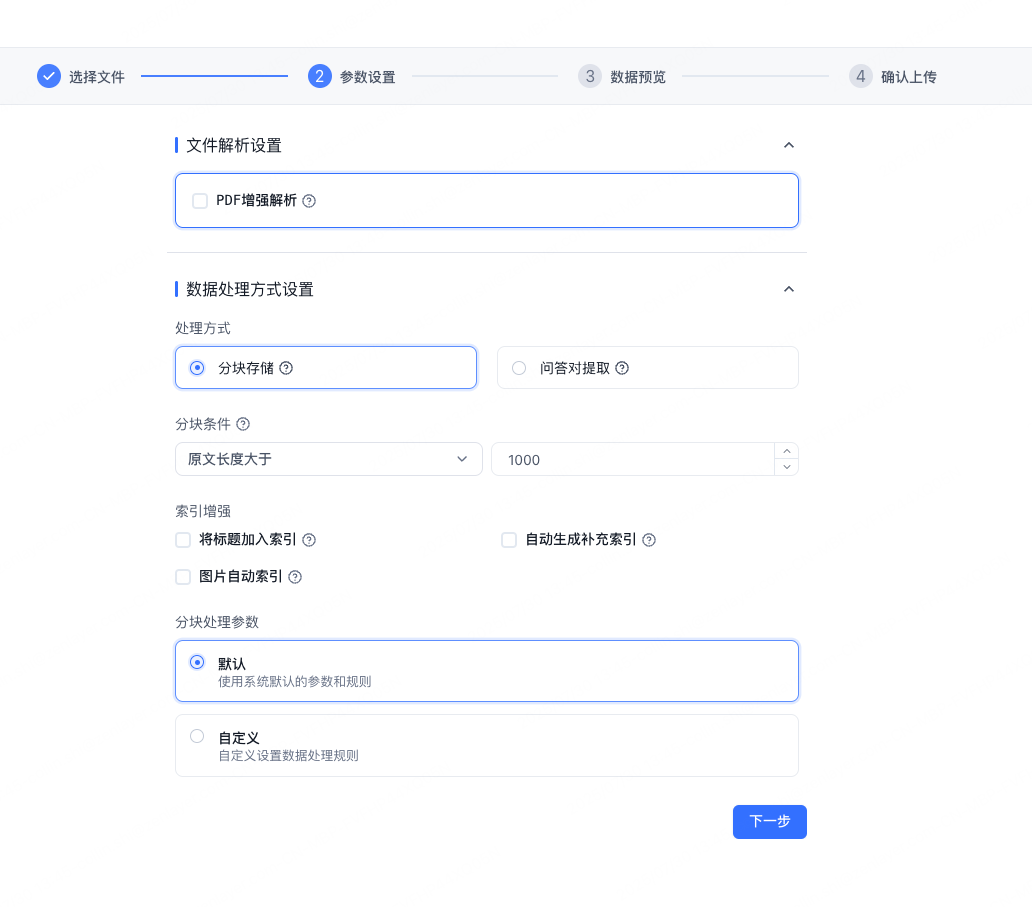 选择文件
2 参数设置
3 数据预览
4 确认上传
文件解析设置
PDF增强解析
数据处理方式设置
处理方式
分块存储
问答对提取
分块条件
原文长度大于
1000
索引增强
将标题加入索引
自动生成补充索引
图片自动索引
分块处理参数
默认
使用系统默认的参数和规则
自定义
自定义设置数据处理规则
下一步